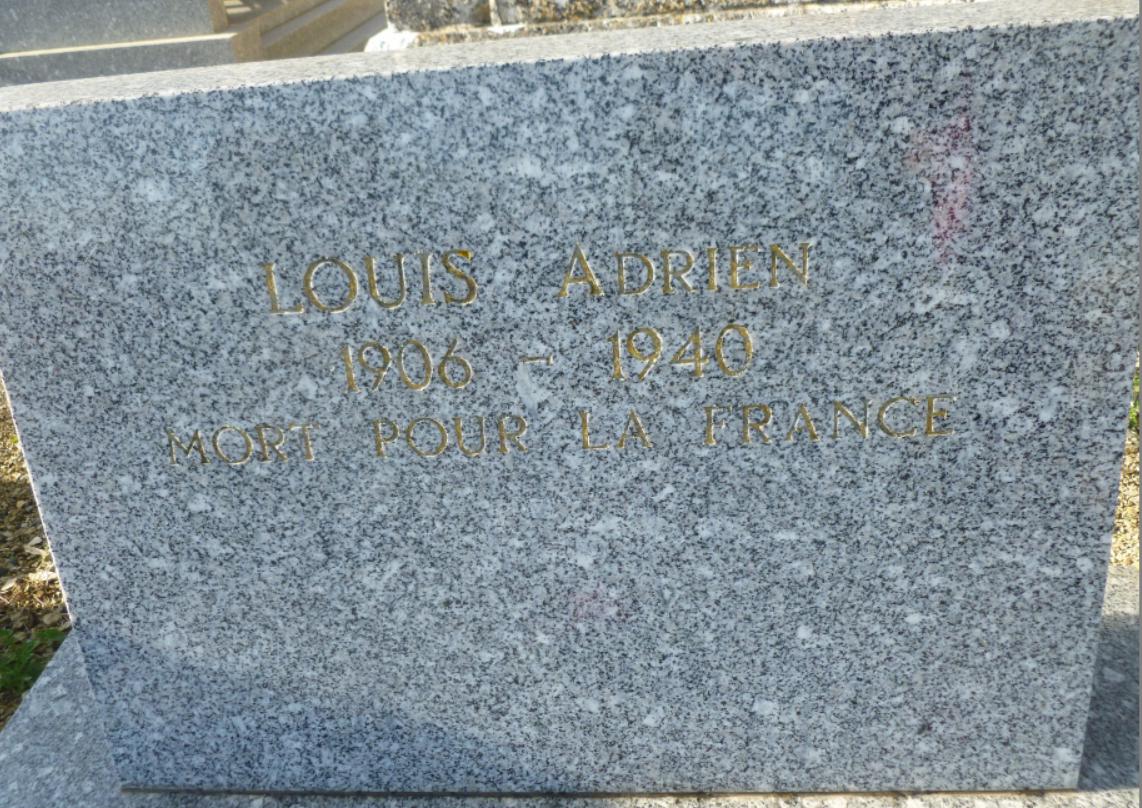 LOUIS ADRIEN
1906 - 1940
MORT POUR LA FRANCE